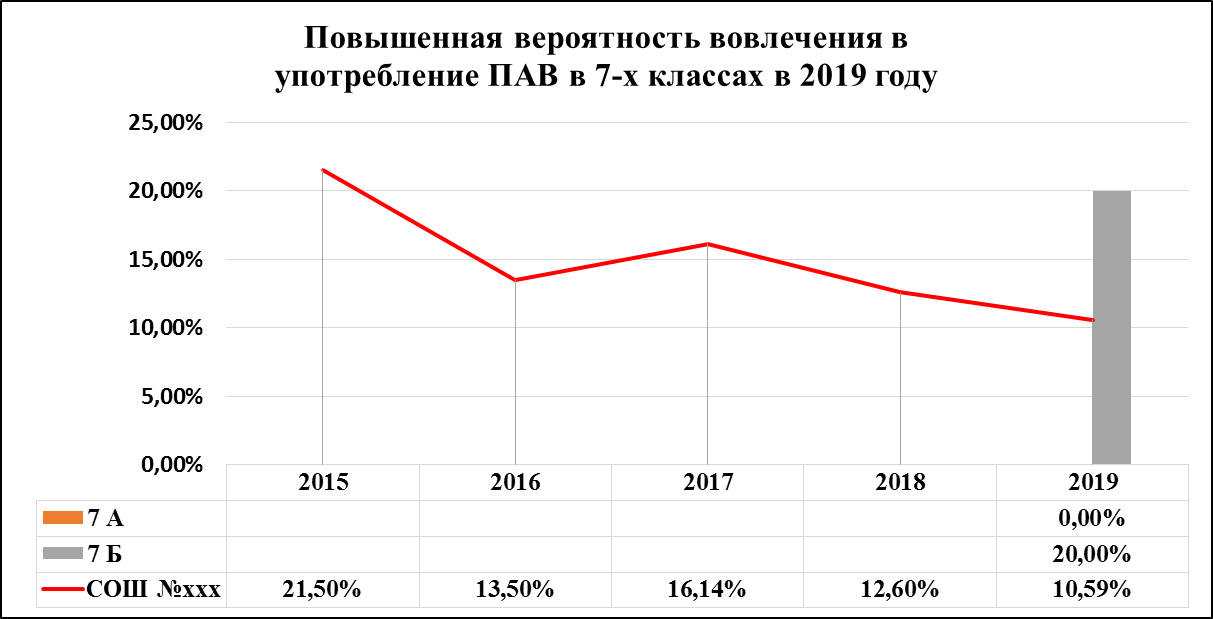 Повышенная вероятность вовлечения в
употребление ПАВ в 7-х классах в 2019 году
25,00%
20,00%
15,00%
10,00%
5,00%
0,00%
2015 2016 2017 2018 2019
7 А 0,00%
7 Б 20,00%
СОШ №xxx 21,50% 13,50% 16,14% 12,60% 10,59%